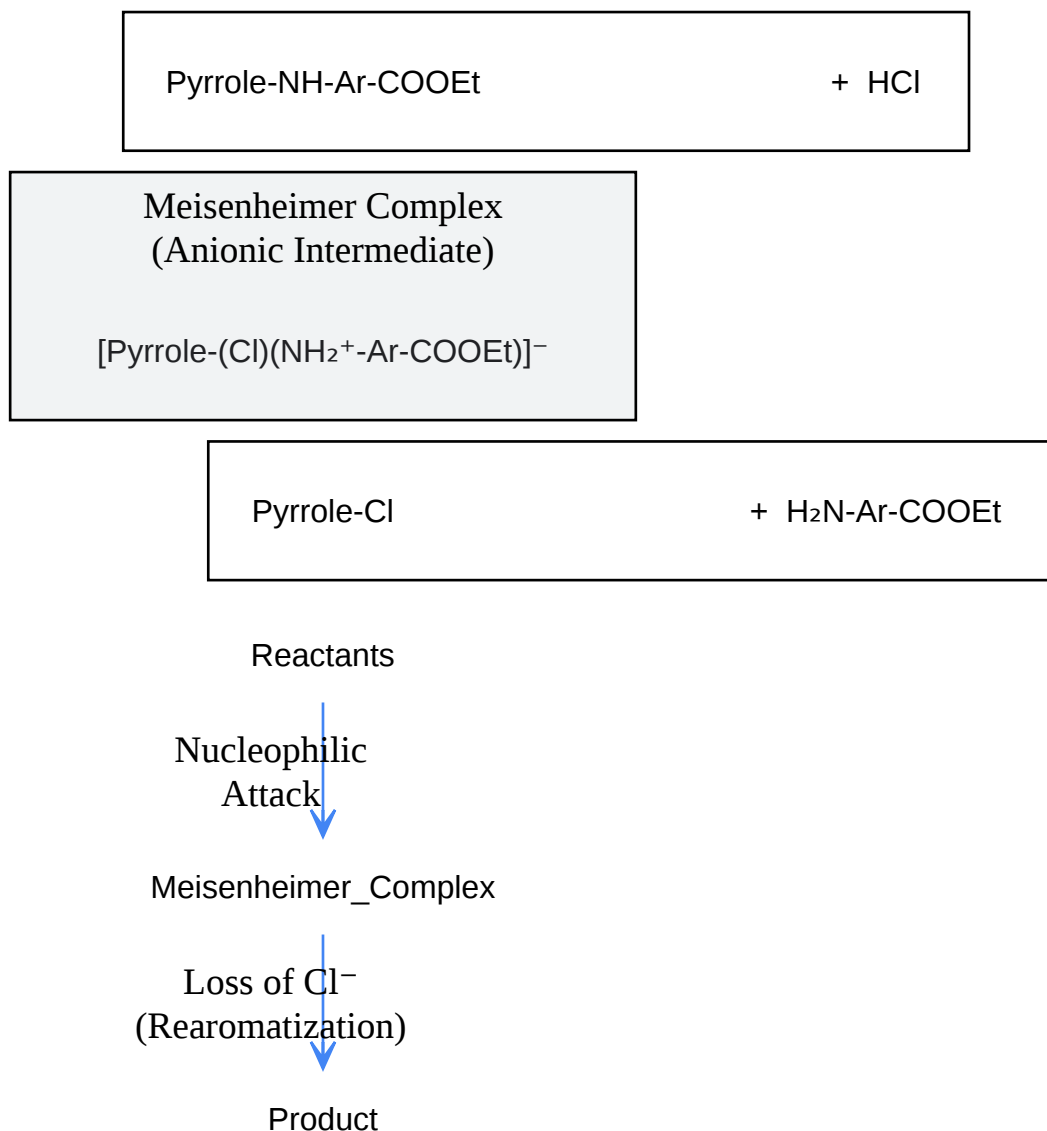 Pyrrole-NH-Ar-COOEt + HCl
Meisenheimer Complex
(Anionic Intermediate)
[Pyrrole-(Cl)(NH₂⁺-Ar-COOEt)]⁻
Pyrrole-Cl + H₂N-Ar-COOEt
Reactants
Nucleophilic
Attack
Meisenheimer_Complex
Loss of Cl⁻
(Rearomatization)
Product